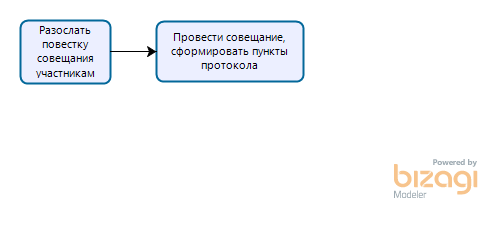 Разослать
повестку
совещания
участникам
Провести совещание,
сформировать пункты
протокола
Powered by
bizagi
Modeler